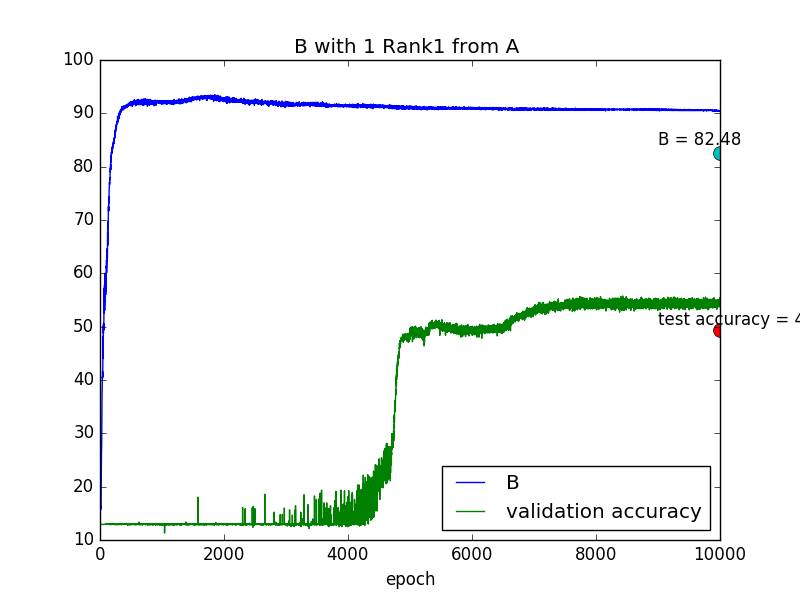 B with 1 Rank1 from A
100
90
80
70
60
50
40
30
20
10
B = 82.48
test accuracy = 4
B
validation accuracy
0
2000
4000
6000
8000
10000
epoch